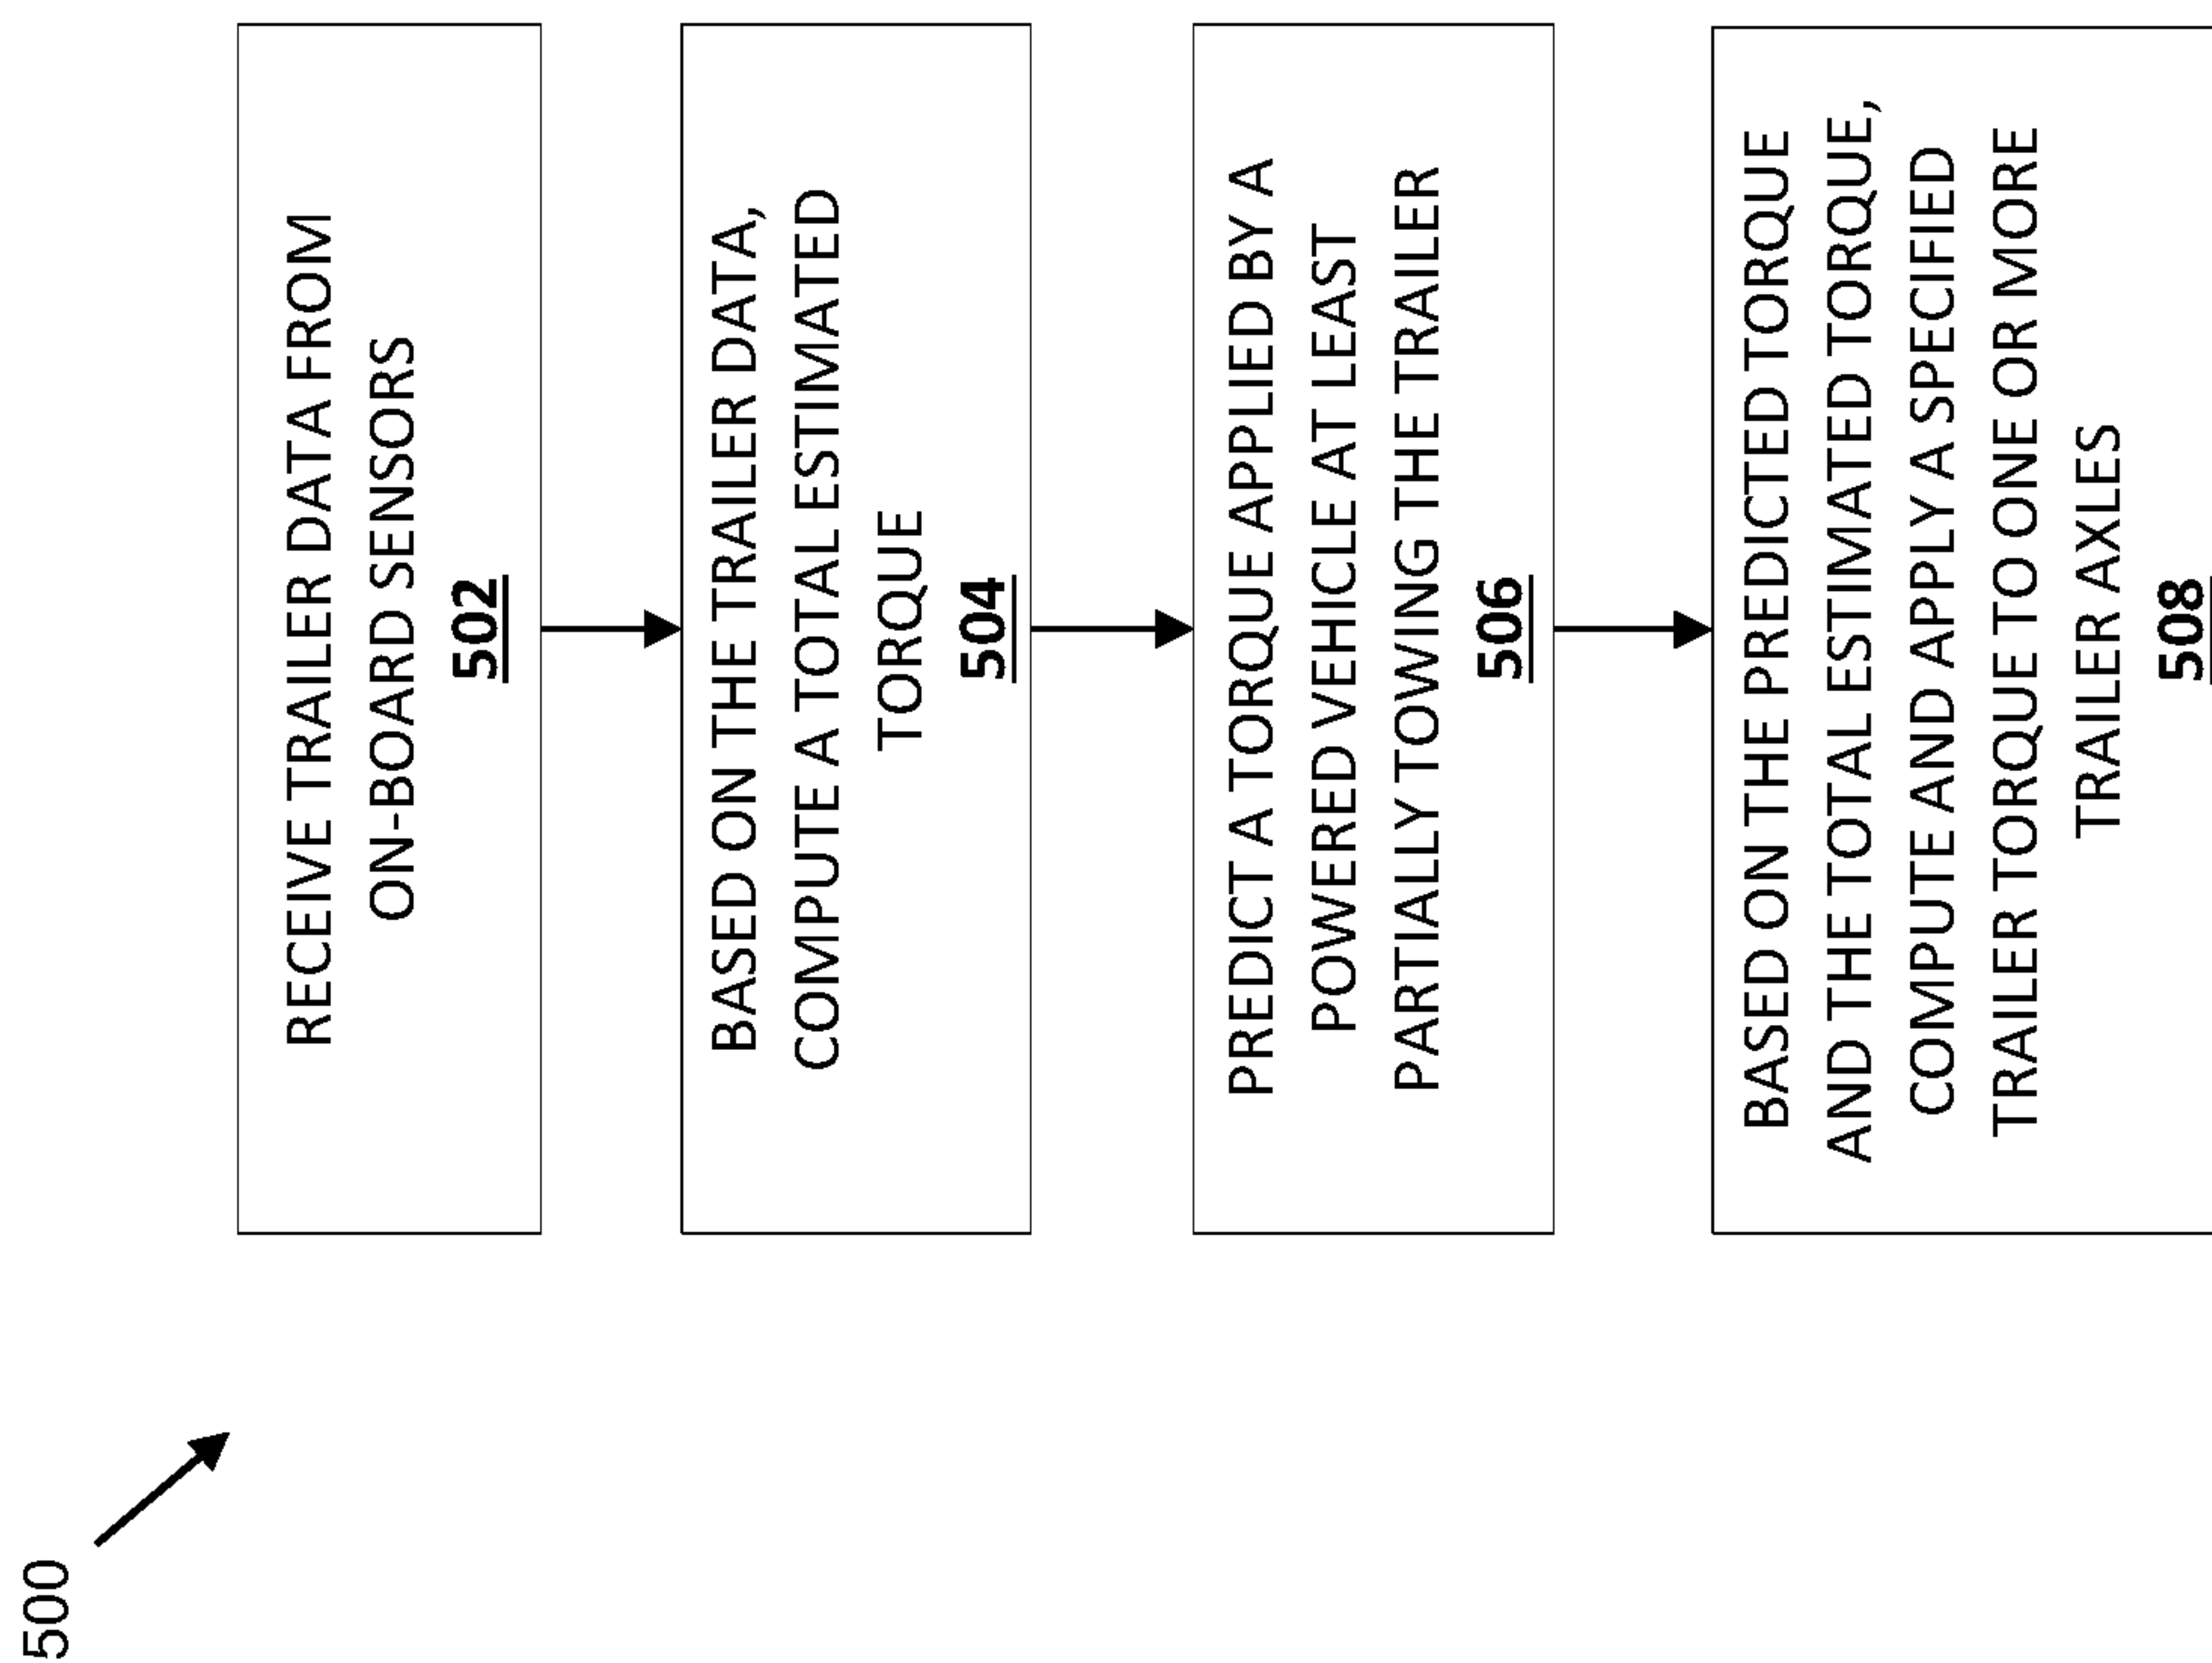 500
RECEIVE TRAILER DATA FROM
ON-BOARD SENSORS
502
BASED ON THE TRAILER DATA,
COMPUTE A TOTAL ESTIMATED
TORQUE
504
PREDICT A TORQUE APPLIED BY A
POWERED VEHICLE AT LEAST
PARTIALLY TOWING THE TRAILER
506
BASED ON THE PREDICTED TORQUE
AND THE TOTAL ESTIMATED TORQUE,
COMPUTE AND APPLY A SPECIFIED
TRAILER TORQUE TO ONE OR MORE
TRAILER AXLES
508